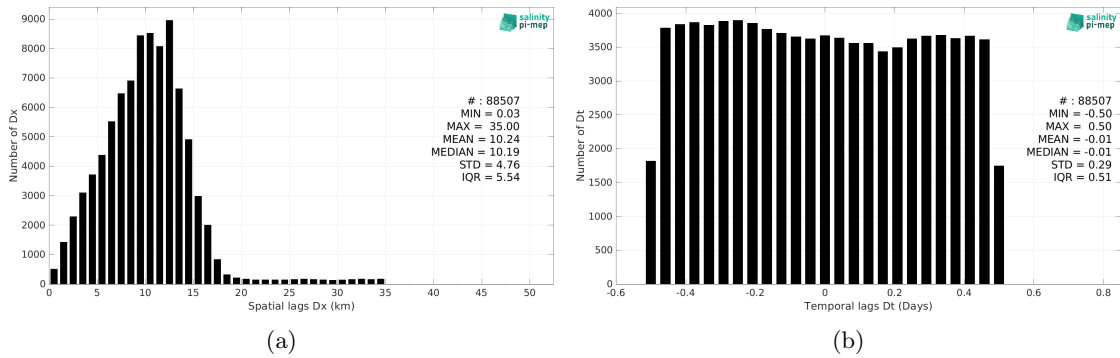 9000
8000
7000
6000
5000
4000
3000
2000
1000
0
Number of Dx
salinity
pi-mep
# : 88507
MIN = 0.03
MAX = 35.00
MEAN = 10.24
MEDIAN = 10.19
STD = 4.76
IQR = 5.54
0 5 10 15 20 25 30 35 40 45 50
Spatial lags Dx (km)
(a)
4000
3500
3000
2500
2000
1500
1000
500
0
Number of Dt
salinity
pi-mep
# : 88507
MIN = -0.50
MAX = 0.50
MEAN = -0.01
MEDIAN = -0.01
STD = 0.29
IQR = 0.51
-0.6 -0.4 -0.2 0 0.2 0.4 0.6 0.8
Temporal lags Dt (Days)
(b)